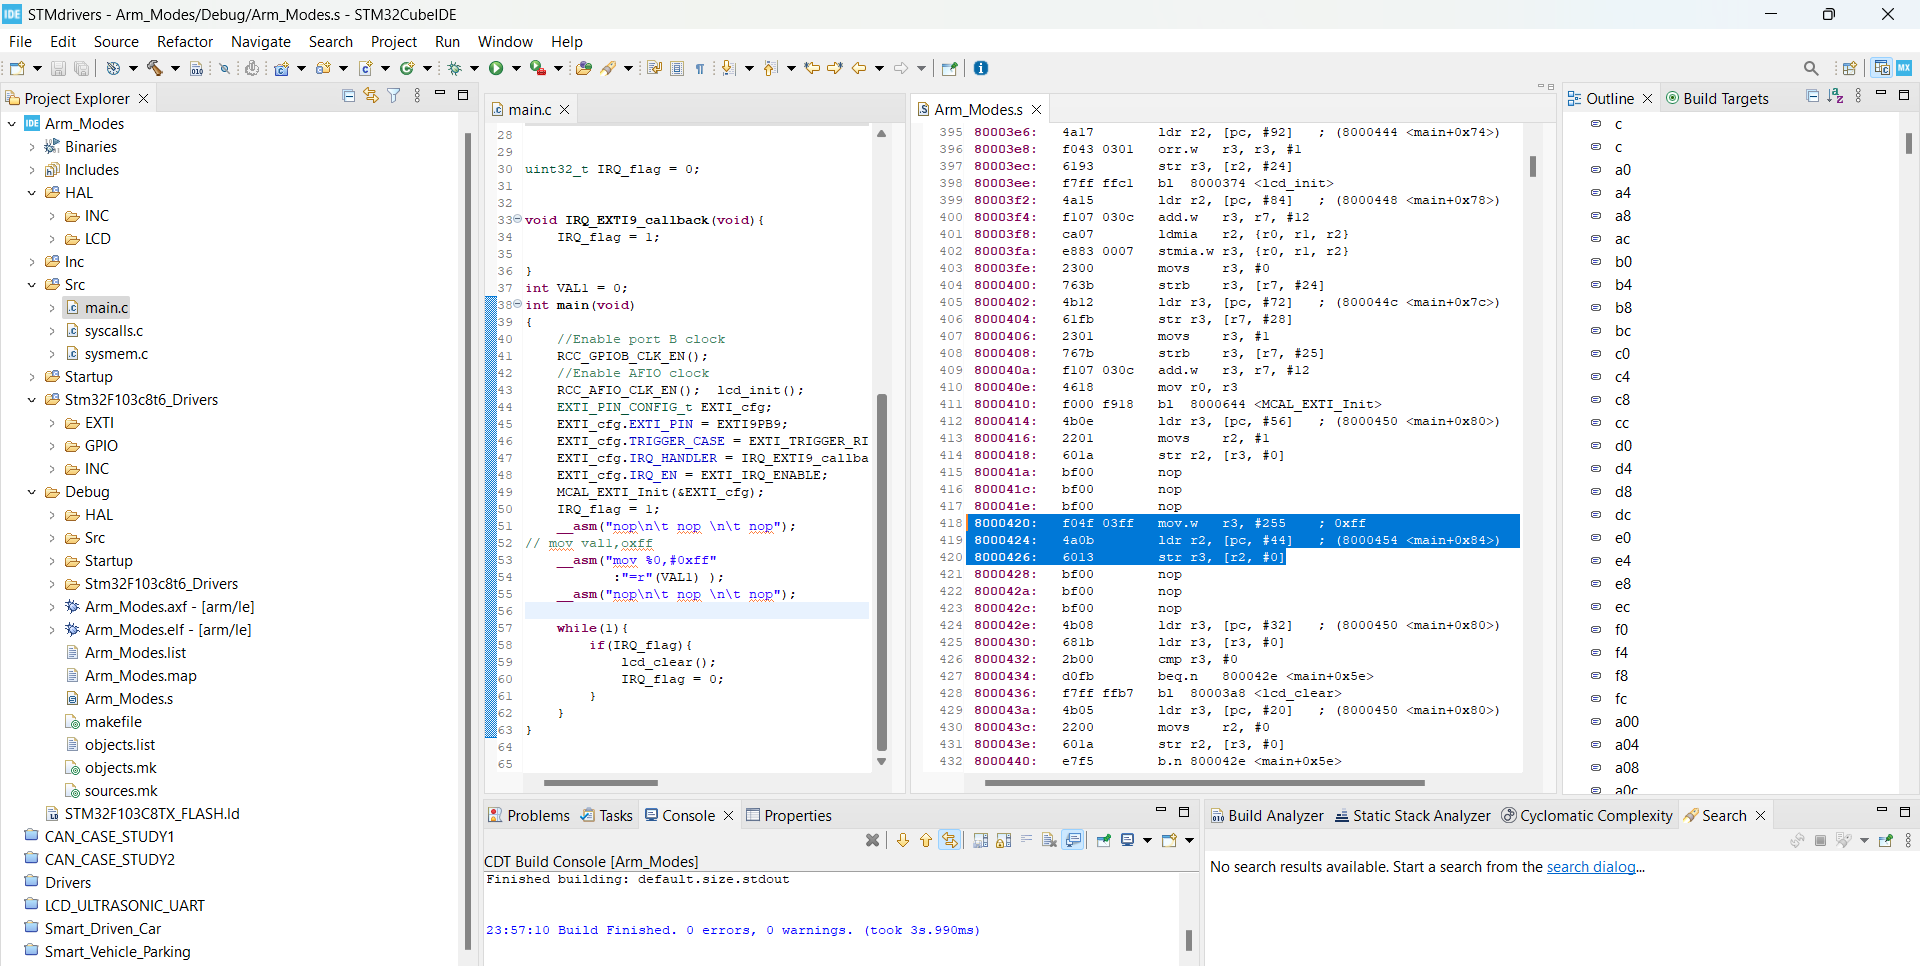 IDE STMdrivers - Arm_Modes/Debug/Arm_Modes.s - STM32CubeIDE
File Edit Source Refactor Navigate Search Project Run Window Help
Project Explorer
IDE Arm_Modes
Binaries
Includes
HAL
INC
LCD
Inc
Src
main.c
syscalls.c
sysmem.c
Startup
Stm32F103c8t6_Drivers
EXTI
GPIO
INC
Debug
HAL
Src
Startup
Stm32F103c8t6_Drivers
Arm_Modes.axf - [arm/le]
Arm_Modes.elf - [arm/le]
Arm_Modes.list
Arm_Modes.map
Arm_Modes.s
makefile
objects.list
objects.mk
sources.mk
STM32F103C8TX_FLASH.ld
CAN_CASE_STUDY1
CAN_CASE_STUDY2
Drivers
LCD_ULTRASONIC_UART
Smart_Driven_Car
Smart_Vehicle_Parking
main.c
28
29
30 uint32_t IRQ_flag = 0;
31
32
33 void IRQ_EXTI9_callback(void){
34 IRQ_flag = 1;
35
36 }
37 int VAL1 = 0;
38 int main(void)
39 {
40 //Enable port B clock
41 RCC_GPIOB_CLK_EN();
42 //Enable AFIO clock
43 RCC_AFIO_CLK_EN(); lcd_init();
44 EXTI_PIN_CONFIG_t EXTI_cfg;
45 EXTI_cfg.EXTI_PIN = EXTI9PB9;
46 EXTI_cfg.TRIGGER_CASE = EXTI_TRIGGER_RI
47 EXTI_cfg.IRQ_HANDLER = IRQ_EXTI9_callba
48 EXTI_cfg.IRQ_EN = EXTI_IRQ_ENABLE;
49 MCAL_EXTI_Init(&EXTI_cfg);
50 IRQ_flag = 1;
51 __asm("nop\n\t nop \n\t nop");
52 // mov val1,oxff
53 __asm("mov %0,#0xff"
54 :"=r"(VAL1) );
55 __asm("nop\n\t nop \n\t nop");
56
57 while(1){
58 if(IRQ_flag){
59 lcd_clear();
60 IRQ_flag = 0;
61 }
62 }
63 }
64
65
Arm_Modes.s
395 80003e6: 4a17 ldr r2, [pc, #92] ; (8000444 <main+0x74>)
396 80003e8: f043 0301 orr.w r3, r3, #1
397 80003ec: 6193 str r3, [r2, #24]
398 80003ee: f7ff ffc1 bl 8000374 <lcd_init>
399 80003f2: 4a15 ldr r2, [pc, #84] ; (8000448 <main+0x78>)
400 80003f4: f107 030c add.w r3, r7, #12
401 80003f8: ca07 ldmia r2, {r0, r1, r2}
402 80003fa: e883 0007 stmia.w r3, {r0, r1, r2}
403 80003fe: 2300 movs r3, #0
404 8000400: 763b strb r3, [r7, #24]
405 8000402: 4b12 ldr r3, [pc, #72] ; (800044c <main+0x7c>)
406 8000404: 61fb str r3, [r7, #28]
407 8000406: 2301 movs r3, #1
408 8000408: 767b strb r3, [r7, #25]
409 800040a: f107 030c add.w r3, r7, #12
410 800040e: 4618 mov r0, r3
411 8000410: f000 f918 bl 8000644 <MCAL_EXTI_Init>
412 8000414: 4b0e ldr r3, [pc, #56] ; (8000450 <main+0x80>)
413 8000416: 2201 movs r2, #1
414 8000418: 601a str r2, [r3, #0]
415 800041a: bf00 nop
416 800041c: bf00 nop
417 800041e: bf00 nop
418 8000420: f04f 03ff mov.w r3, #255 ; 0xff
419 8000424: 4a0b ldr r2, [pc, #44] ; (8000454 <main+0x84>)
420 8000426: 6013 str r3, [r2, #0]
421 8000428: bf00 nop
422 800042a: bf00 nop
423 800042c: bf00 nop
424 800042e: 4b08 ldr r3, [pc, #32] ; (8000450 <main+0x80>)
425 8000430: 681b ldr r3, [r3, #0]
426 8000432: 2b00 cmp r3, #0
427 8000434: d0fb beq.n 800042e <main+0x5e>
428 8000436: f7ff ffb7 bl 80003a8 <lcd_clear>
429 800043a: 4b05 ldr r3, [pc, #20] ; (8000450 <main+0x80>)
430 800043c: 2200 movs r2, #0
431 800043e: 601a str r2, [r3, #0]
432 8000440: e7f5 b.n 800042e <main+0x5e>
Outline Build Targets
c
c
a0
a4
a8
ac
b0
b4
b8
bc
c0
c4
c8
cc
d0
d4
d8
dc
e0
e4
e8
ec
f0
f4
f8
fc
a00
a04
a08
a0c
Problems Tasks Console Properties
CDT Build Console [Arm_Modes]
Finished building: default.size.stdout
23:57:10 Build Finished. 0 errors, 0 warnings. (took 3s.990ms)
Build Analyzer Static Stack Analyzer Cyclomatic Complexity Search
No search results available. Start a search from the search dialog...